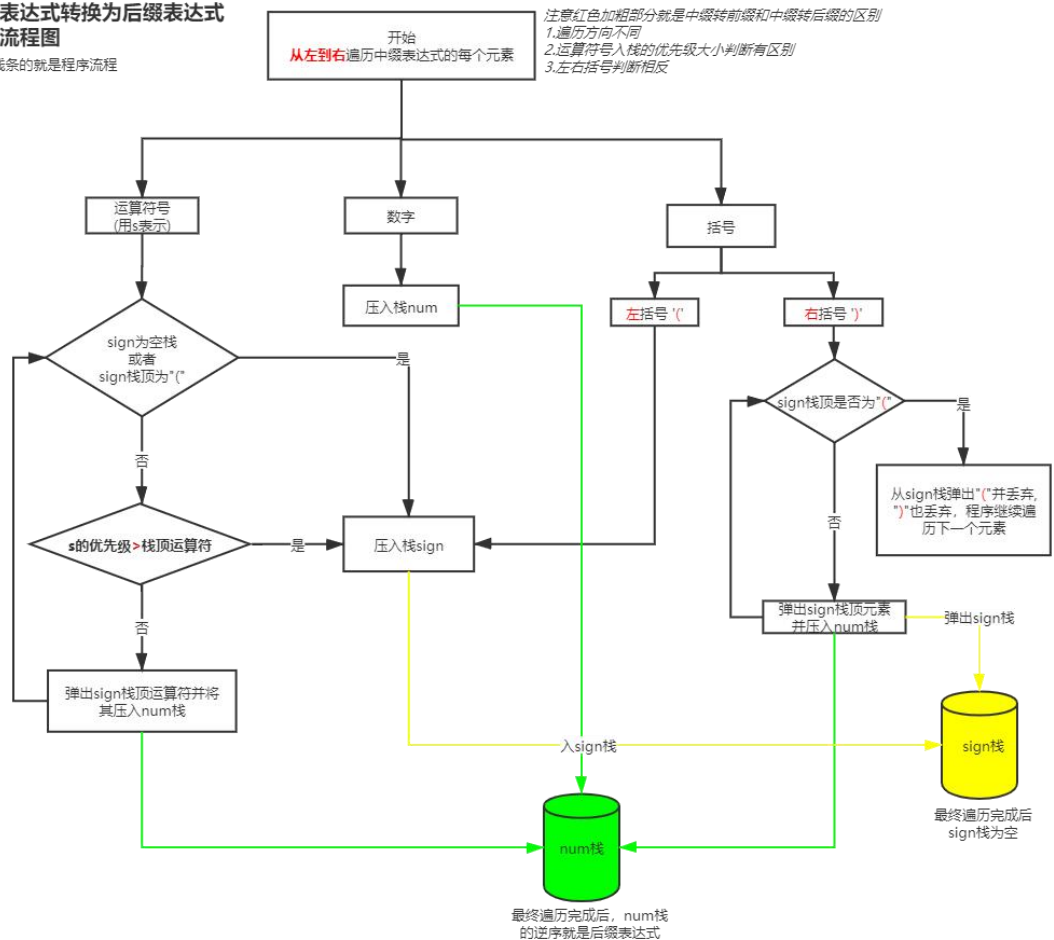 表达式转换为后缀表达式
流程图
线条的就是程序流程
注意红色加粗部分就是中缀转前缀和中缀转后缀的区别
1.遍历方向不同
2.运算符号入栈的优先级大小判断有区别
3.左右括号判断相反
开始
从左到右遍历中缀表达式的每个元素
运算符号
(用s表示)
数字
括号
压入栈num
左括号 '('
右括号 ')'
sign为空栈
或者
sign栈顶为"("
是
sign栈顶是否为"("
是
否
从sign栈弹出"("并丢弃,
")"也丢弃，程序继续遍
历下一个元素
s的优先级>栈顶运算符
是
压入栈sign
否
否
弹出sign栈顶元素
并压入num栈
弹出sign栈
弹出sign栈顶运算符并将
其压入num栈
入sign栈
sign栈
最终遍历完成后
sign栈为空
num栈
最终遍历完成后，num栈
的逆序就是后缀表达式